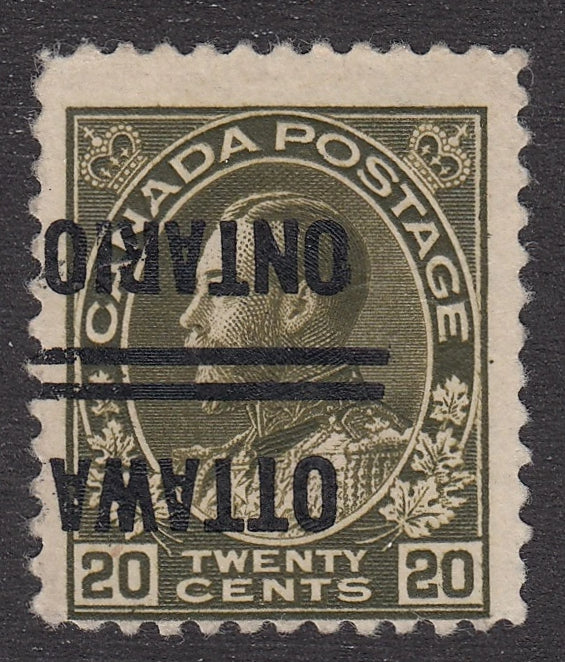 CANADA POSTAGE
OTTAWA
ONTARIO
20 TWENTY CENTS 20